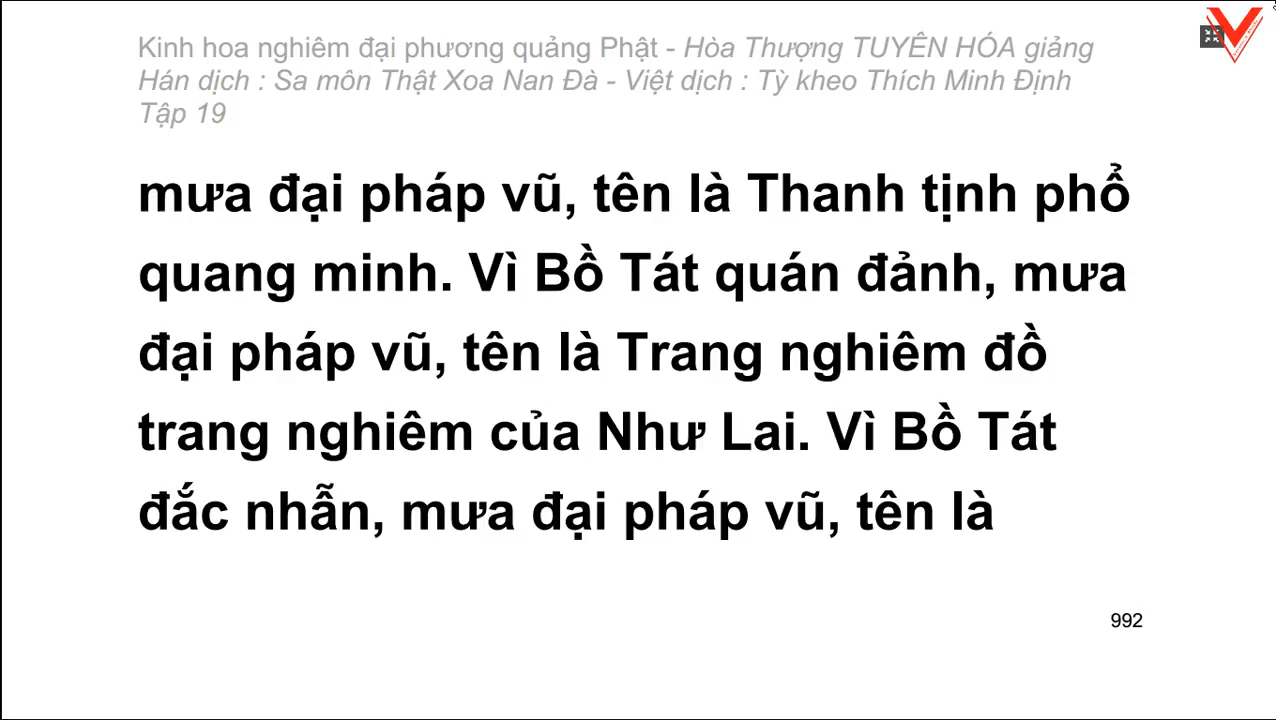 Kinh hoa nghiêm đại phương quảng Phật - Hòa Thượng TUYÊN HÓA giảng
Hán dịch : Sa môn Thật Xoa Nan Đà - Việt dịch : Tỳ kheo Thích Minh Định
Tập 19
mưa đại pháp vũ, tên là Thanh tịnh phổ
quang minh. Vì Bồ Tát quán đảnh, mưa
đại pháp vũ, tên là Trang nghiêm đồ
trang nghiêm của Như Lai. Vì Bồ Tát
đắc nhẫn, mưa đại pháp vũ, tên là
992